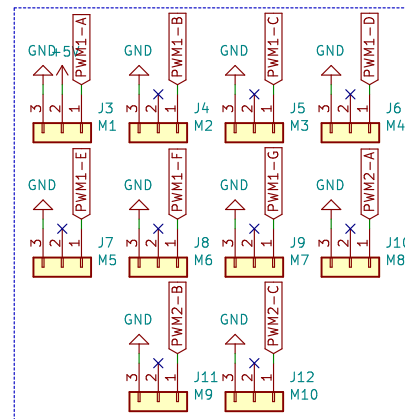 PWM1-A
PWM1-B
PWM1-C
PWM1-D
GND +5V
GND
GND
GND
3 2 1 J3
M1
3 2 1 J4
M2
3 2 1 J5
M3
3 2 1 J6
M4
PWM1-E
PWM1-F
PWM1-G
PWM2-A
GND
GND
GND
GND
3 2 1 J7
M5
3 2 1 J8
M6
3 2 1 J9
M7
3 2 1 J10
M8
PWM2-B
PWM2-C
GND
GND
3 2 1 J11
M9
3 2 1 J12
M10